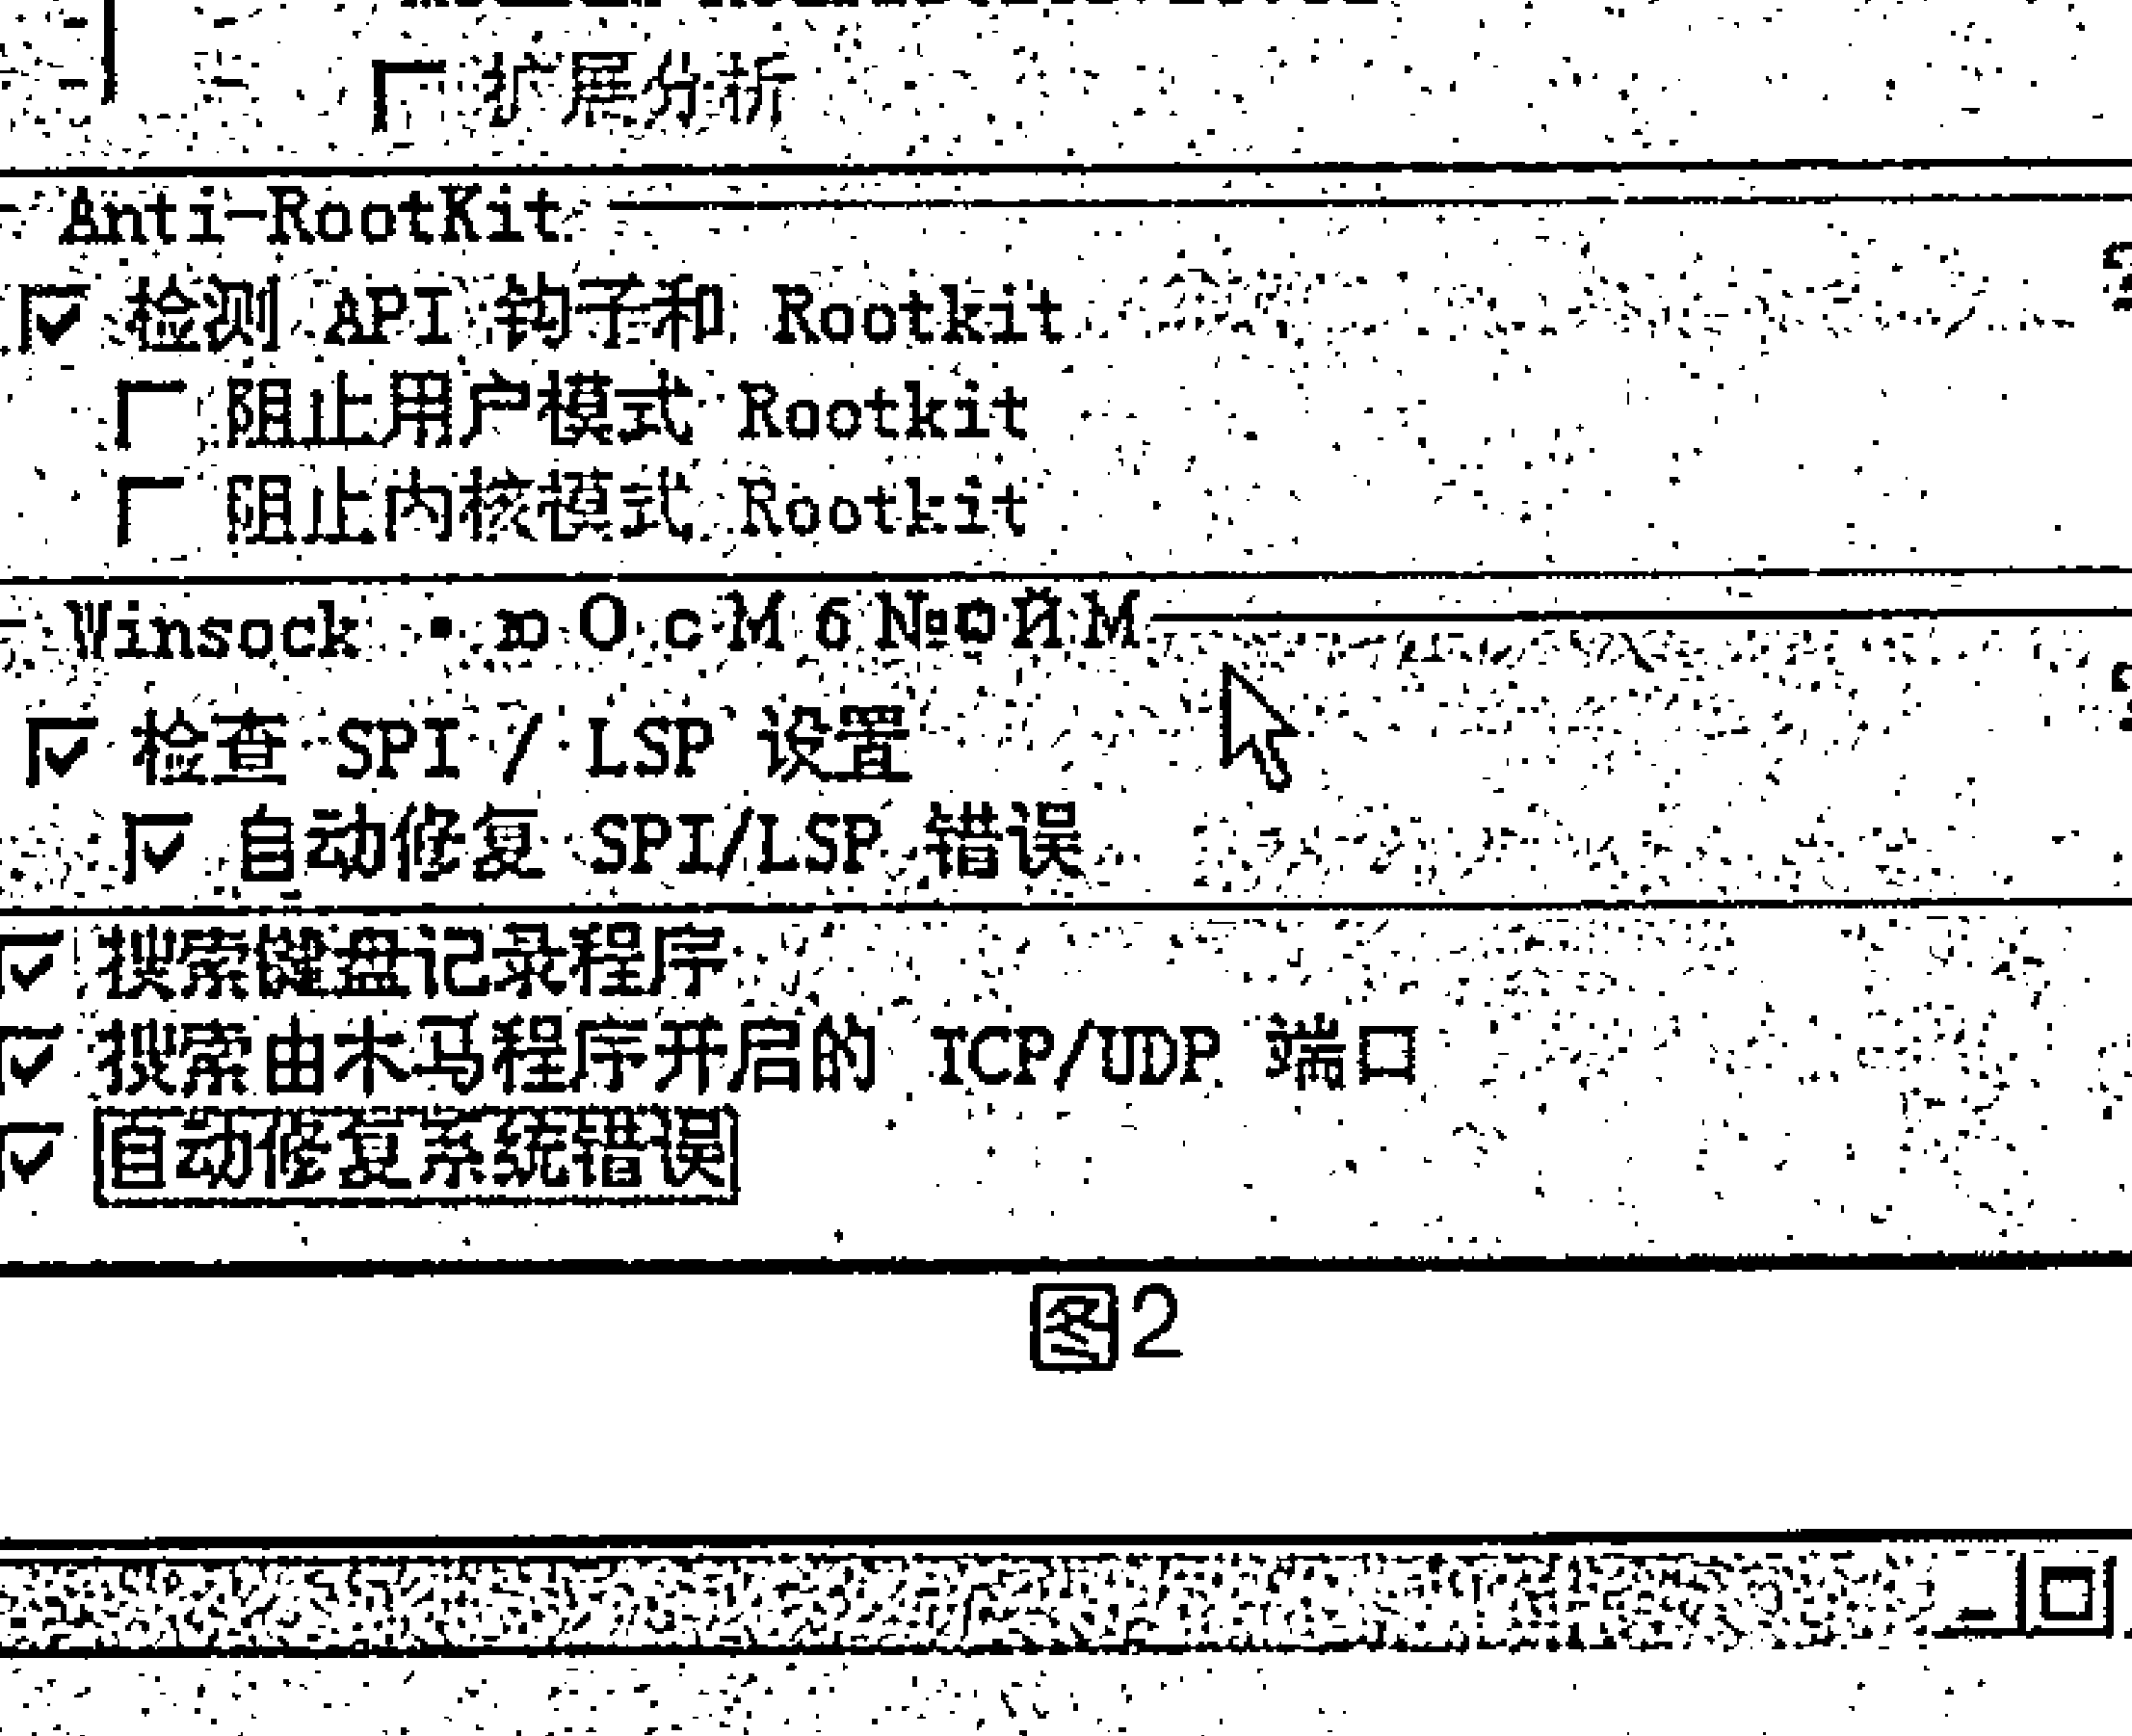 扩展分析
Anti-RootKit
检测 API 钩子和 Rootkit
阻止用户模式 Rootkit
阻止内核模式 Rootkit
Winsock
检查 SPI / LSP 设置
自动修复 SPI/LSP 错误
搜索键盘记录程序
搜索由木马程序开启的 TCP/UDP 端口
自动修复系统错误
图2